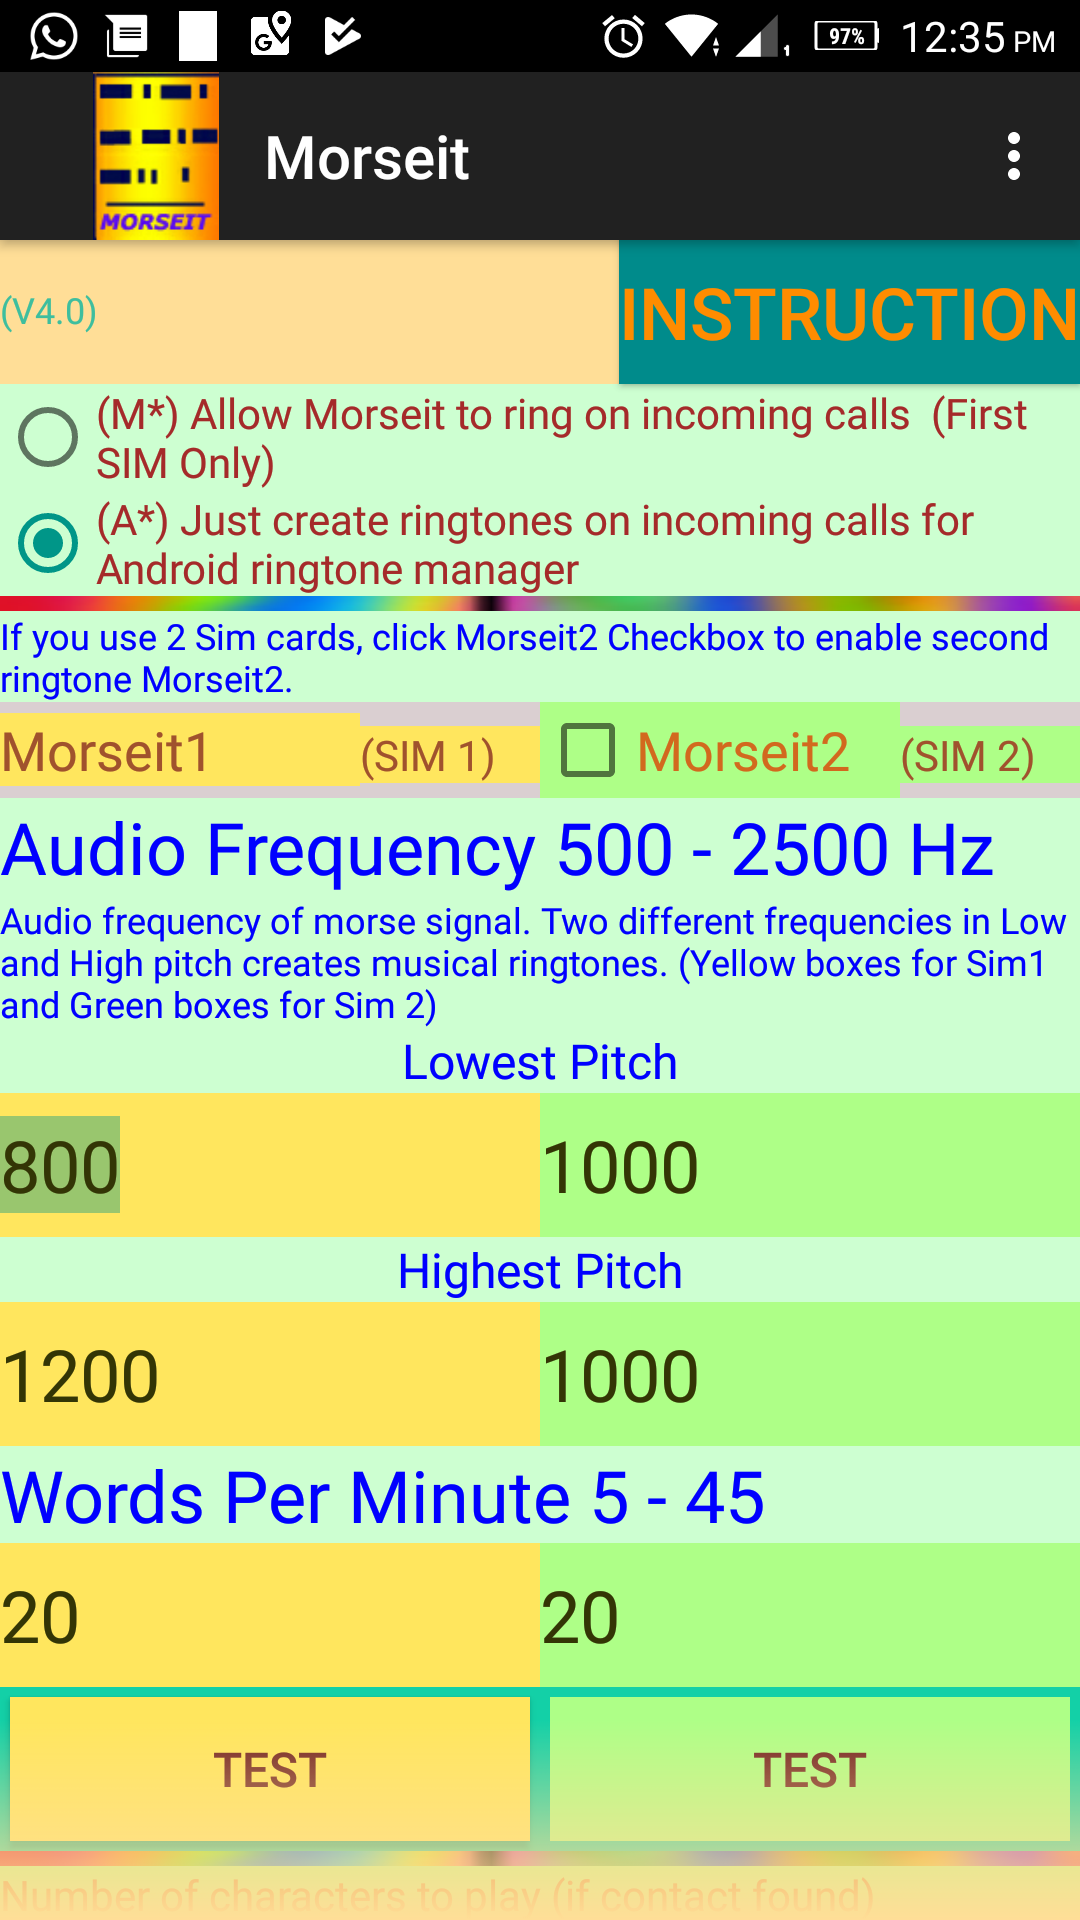 97% 12:35 PM
MORSEIT
Morseit
(V4.0)
INSTRUCTION
(M*) Allow Morseit to ring on incoming calls (First
SIM Only)
(A*) Just create ringtones on incoming calls for
Android ringtone manager
If you use 2 Sim cards, click Morseit2 Checkbox to enable second
ringtone Morseit2.
Morseit1 (SIM 1) Morseit2 (SIM 2)
Audio Frequency 500 - 2500 Hz
Audio frequency of morse signal. Two different frequencies in Low
and High pitch creates musical ringtones. (Yellow boxes for Sim1
and Green boxes for Sim 2)
Lowest Pitch
800 1000
Highest Pitch
1200 1000
Words Per Minute 5 - 45
20 20
TEST TEST
Number of characters to play (if contact found)